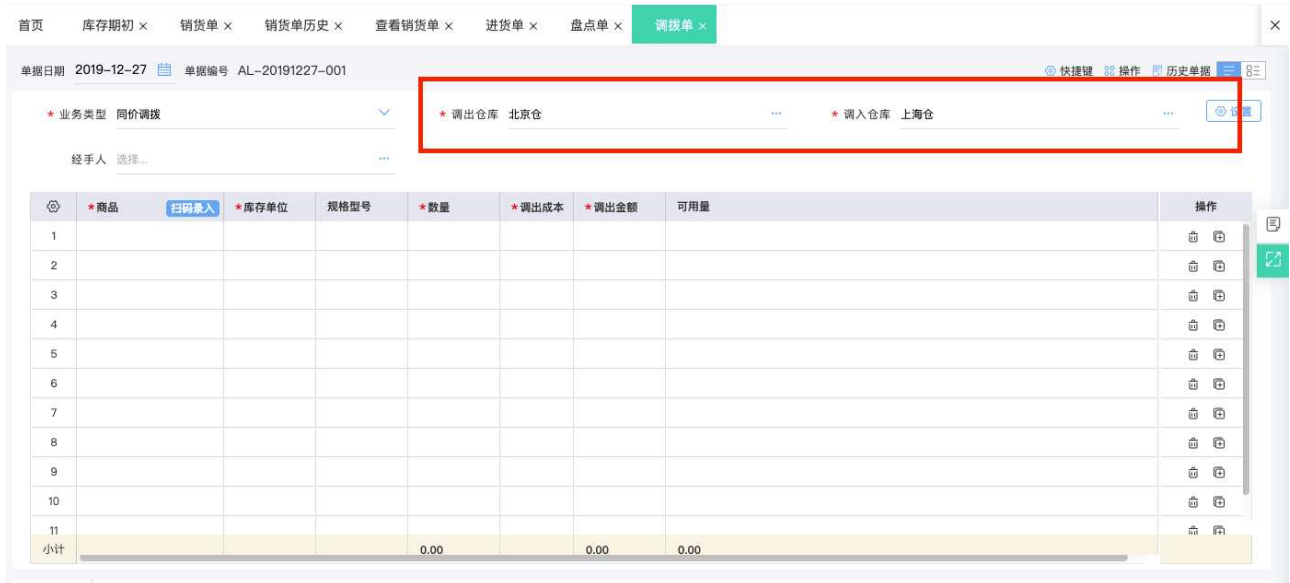 首页 库存期初 × 销货单 × 销货单历史 × 查看销货单 × 进货单 × 盘点单 × 调拨单 × ×
单据日期 2019-12-27 单据编号 AL-20191227-001 快捷键 操作 历史单据
* 业务类型 同价调拨 * 调出仓库 北京仓 ... * 调入仓库 上海仓 ... 设置
经手人 选择... ...
*商品 扫码录入 *库存单位 规格型号 *数量 *调出成本 *调出金额 可用量 操作
1
2
3
4
5
6
7
8
9
10
11
小计 0.00 0.00 0.00